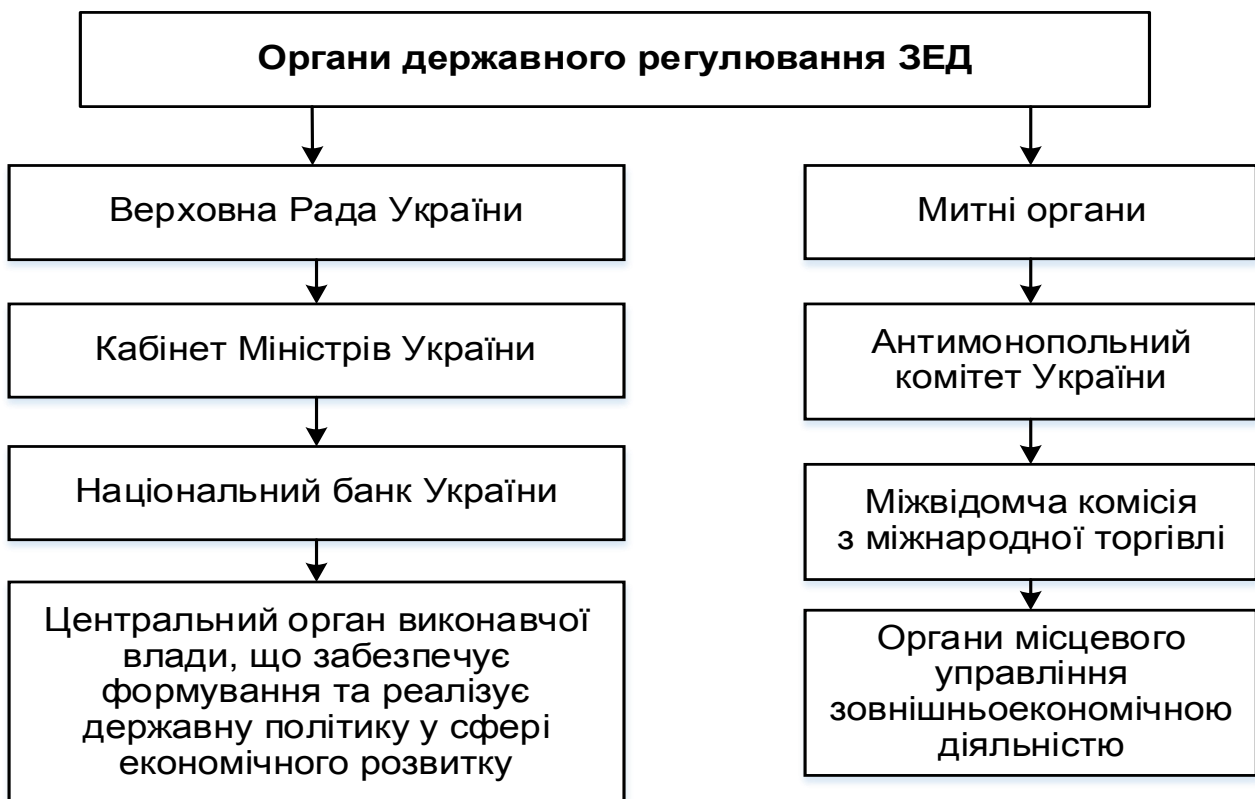 Органи державного регулювання ЗЕД
Верховна Рада України
Кабінет Міністрів України
Національний банк України
Центральний орган виконавчої
влади, що забезпечує
формування та реалізує
державну політику у сфері
економічного розвитку
Митні органи
Антимонопольний
комітет України
Міжвідомча комісія
з міжнародної торгівлі
Органи місцевого
управління
зовнішньоекономічною
діяльністю